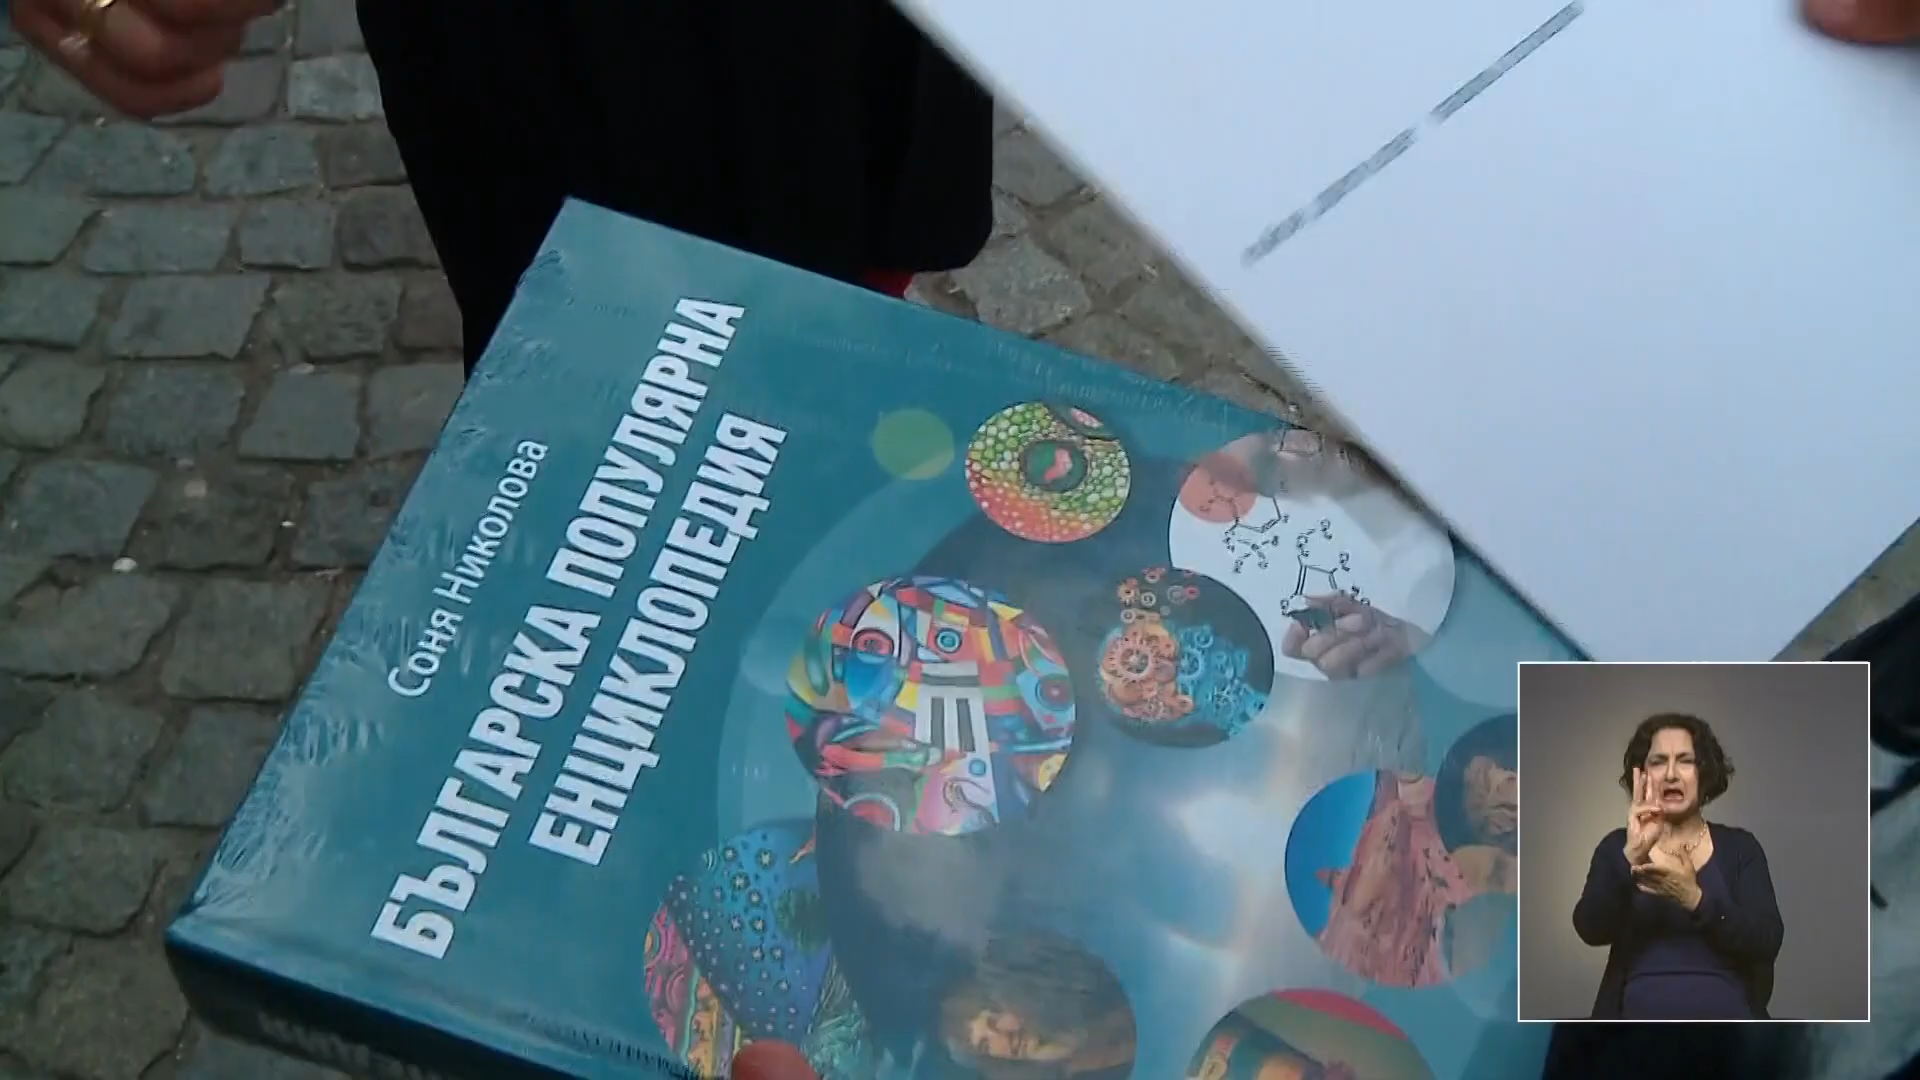 Соня Николова
БЪЛГАРСКА ПОПУЛЯРНА
ЕНЦИКЛОПЕДИЯ